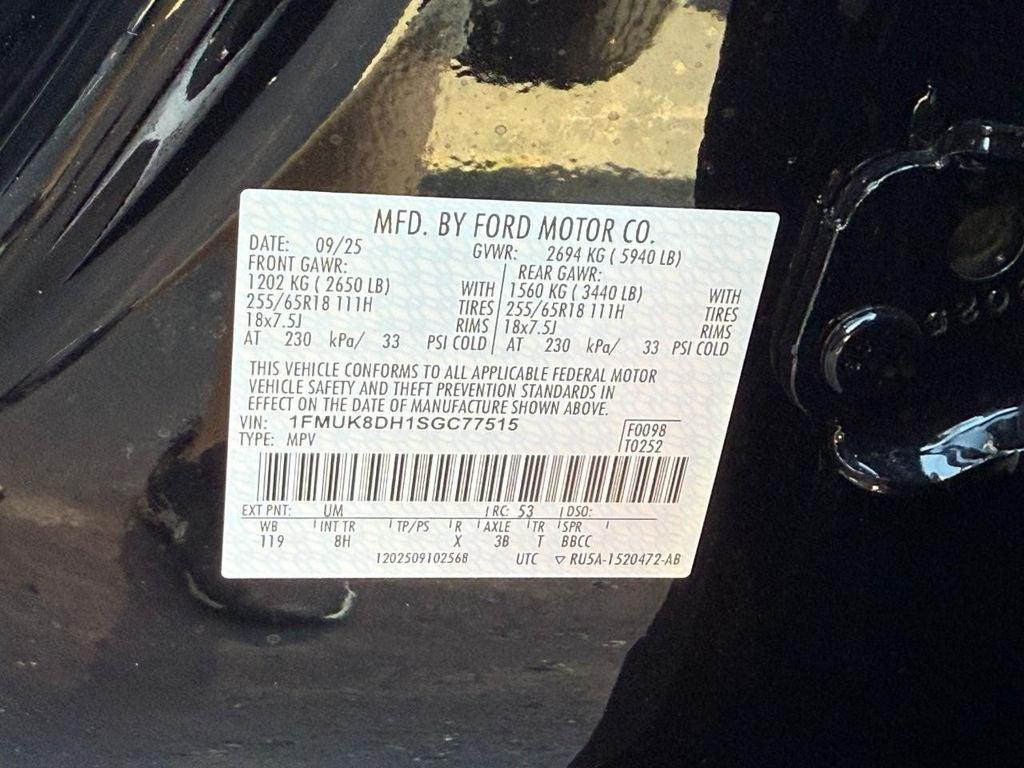 MFD. BY FORD MOTOR CO.
DATE: 09/25 GVWR: 2694 KG ( 5940 LB)
FRONT GAWR: REAR GAWR:
1202 KG ( 2650 LB) WITH 1560 KG ( 3440 LB) WITH
255/65R18 111H TIRES 255/65R18 111H TIRES
18x7.5J RIMS 18x7.5J RIMS
AT 230 kPa/ 33 PSI COLD AT 230 kPa/ 33 PSI COLD
THIS VEHICLE CONFORMS TO ALL APPLICABLE FEDERAL MOTOR
VEHICLE SAFETY AND THEFT PREVENTION STANDARDS IN
EFFECT ON THE DATE OF MANUFACTURE SHOWN ABOVE.
VIN: 1FMUK8DH1SGC77515 F0098
TYPE: MPV T0252
EXT PNT: UM RC: 53 DSO:
WB INT TR TP/PS R AXLE TR SPR
119 8H X 3B T BBCC
120250910256B UTC ▽ RU5A-1520472-AB